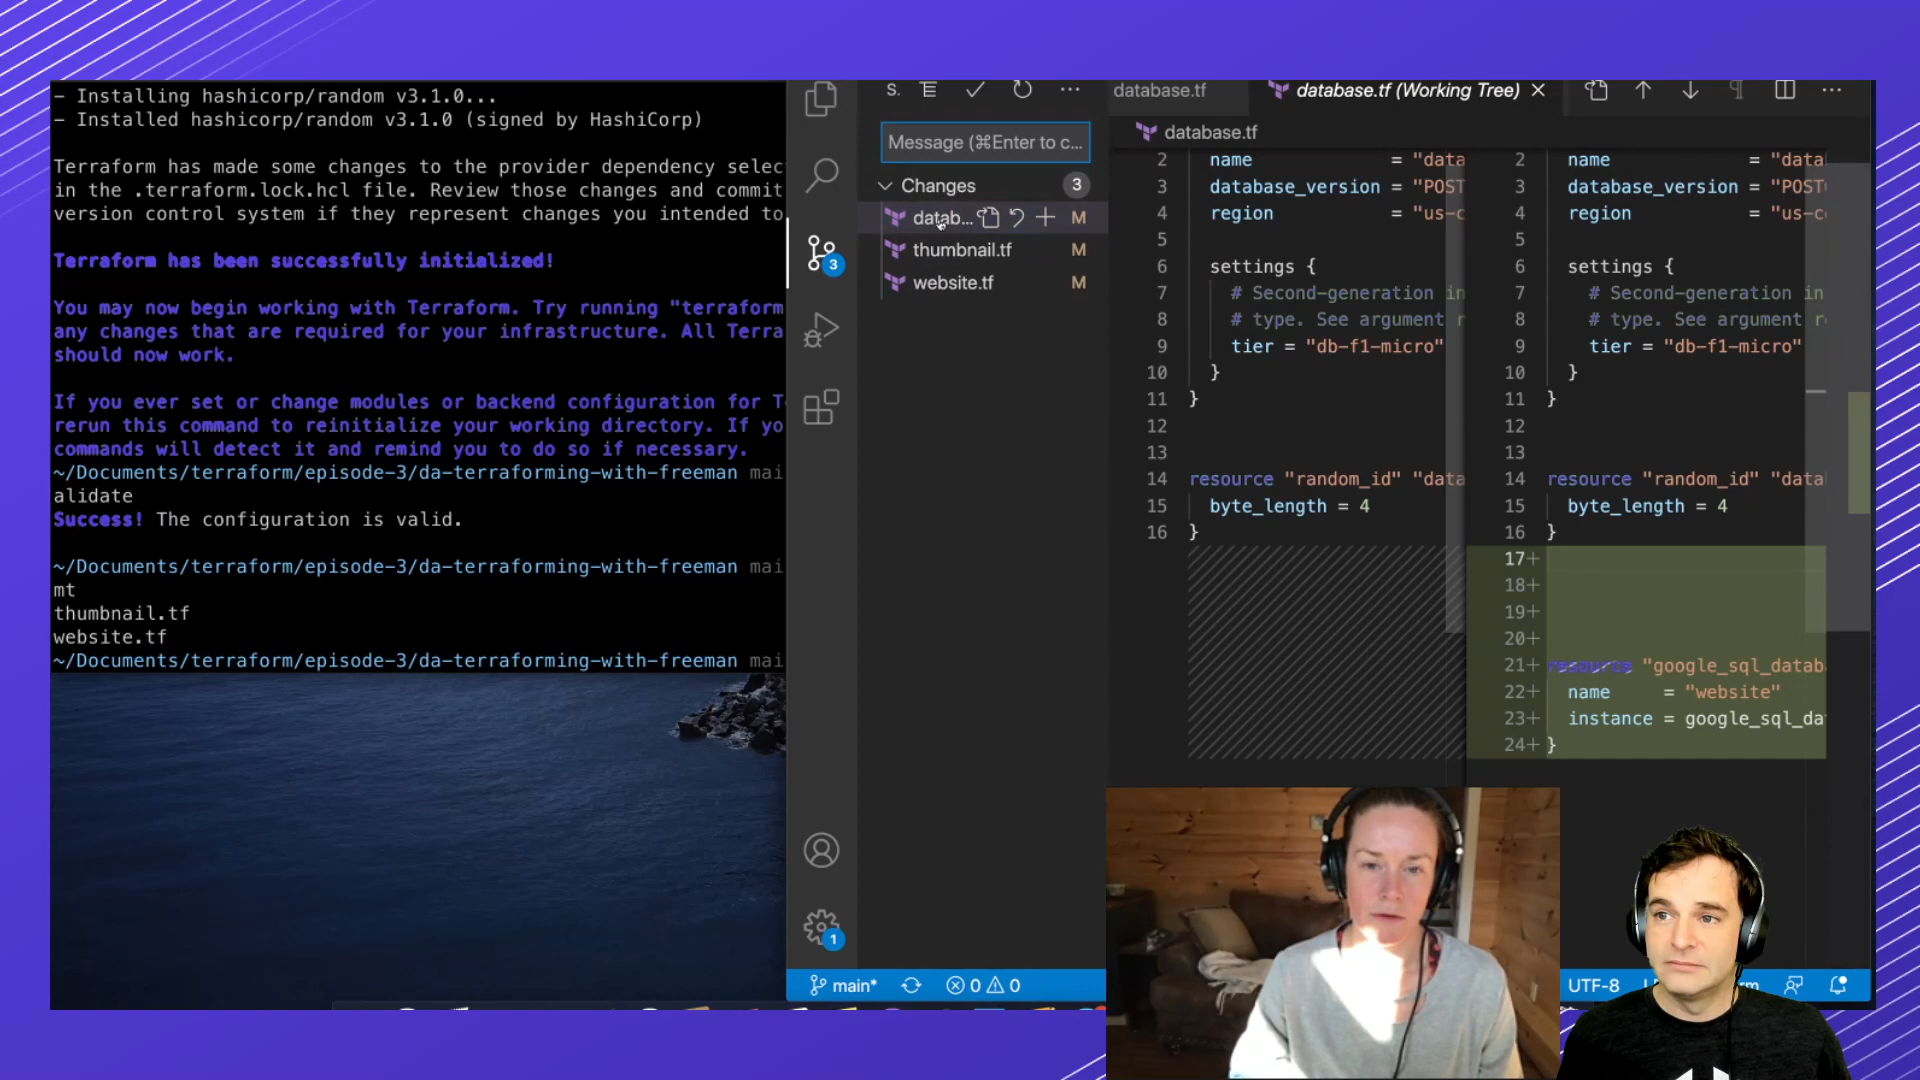 - Installing hashicorp/random v3.1.0...
- Installed hashicorp/random v3.1.0 (signed by HashiCorp)
Terraform has made some changes to the provider dependency selec
in the .terraform.lock.hcl file. Review those changes and commit
version control system if they represent changes you intended to
Terraform has been successfully initialized!
You may now begin working with Terraform. Try running "terraform
any changes that are required for your infrastructure. All Terra
should now work.
If you ever set or change modules or backend configuration for T
rerun this command to reinitialize your working directory. If yo
commands will detect it and remind you to do so if necessary.
~/Documents/terraform/episode-3/da-terraforming-with-freeman mai
alidate
Success! The configuration is valid.
~/Documents/terraform/episode-3/da-terraforming-with-freeman mai
mt
thumbnail.tf
website.tf
~/Documents/terraform/episode-3/da-terraforming-with-freeman mai
S.
Message (⌘Enter to c...
Changes 3
datab... M
thumbnail.tf M
website.tf M
3
1
main* 0 0
database.tf
database.tf (Working Tree)
database.tf
2 name = "data
3 database_version = "POST
4 region = "us-c
5
6 settings {
7 # Second-generation in
8 # type. See argument r
9 tier = "db-f1-micro"
10 }
11 }
12
13
14 resource "random_id" "data
15 byte_length = 4
16 }
2 name = "data
3 database_version = "POST
4 region = "us-c
5
6 settings {
7 # Second-generation in
8 # type. See argument r
9 tier = "db-f1-micro"
10 }
11 }
12
13
14 resource "random_id" "data
15 byte_length = 4
16 }
17+
18+
19+
20+
21+ resource "google_sql_datab
22+ name = "website"
23+ instance = google_sql_da
24+ }
UTF-8